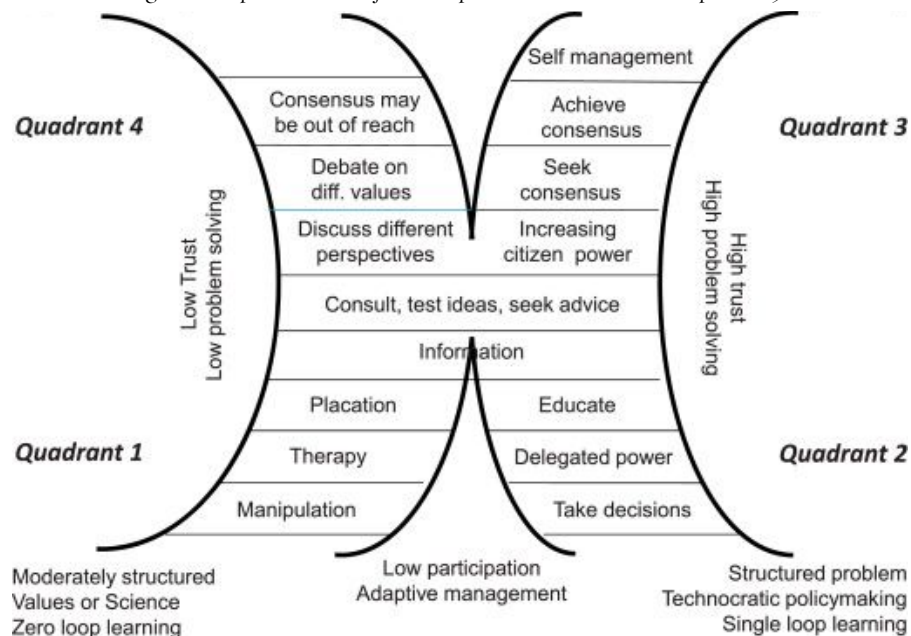 Self management
Quadrant 4
Consensus may
be out of reach
Achieve
consensus
Quadrant 3
Debate on
diff. values
Seek
consensus
Discuss different
perspectives
Increasing
citizen power
Low Trust
Low problem solving
High trust
High problem solving
Consult, test ideas, seek advice
Information
Placation
Educate
Quadrant 1
Therapy
Delegated power
Quadrant 2
Manipulation
Take decisions
Moderately structured
Values or Science
Zero loop learning
Low participation
Adaptive management
Structured problem
Technocratic policymaking
Single loop learning